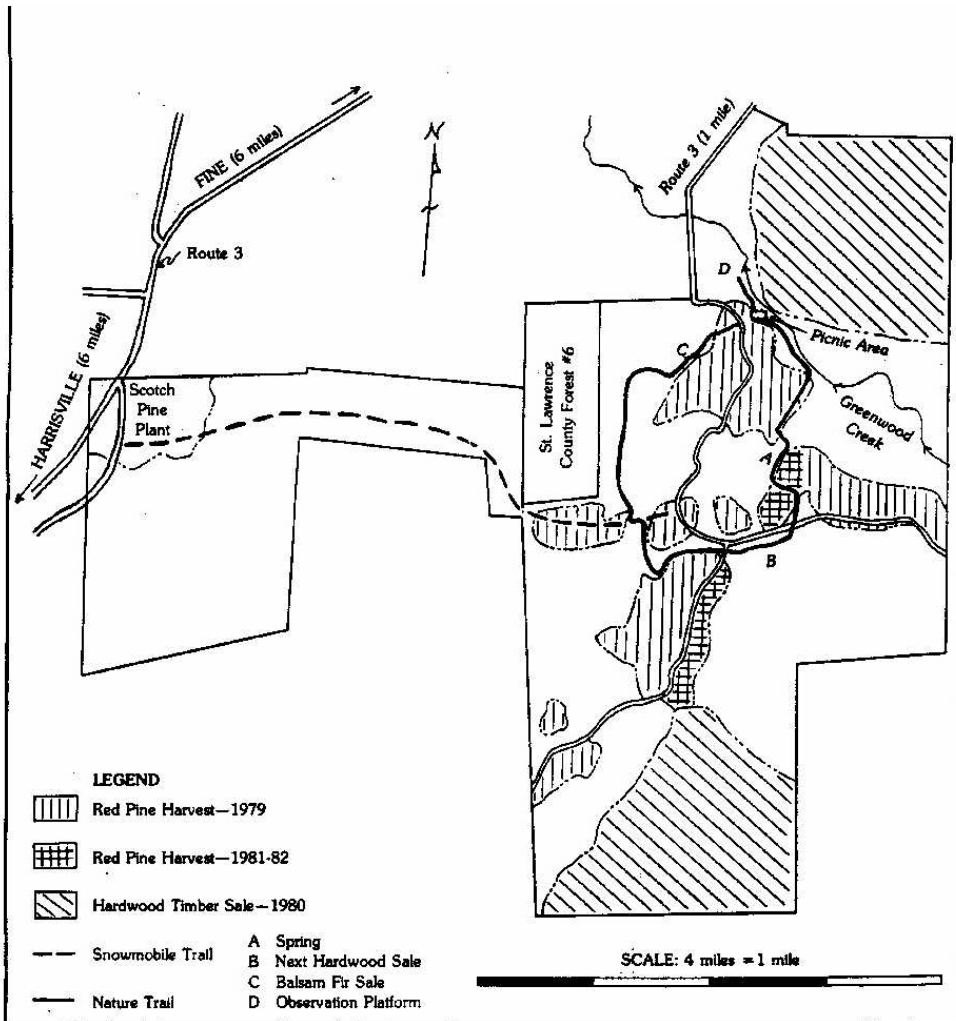 N
FINE (6 miles)
Route 3 (1 mile)
Route 3
D
Picnic Area
HARRISVILLE (6 miles)
C
Scotch
Pine
Plant
St. Lawrence
County Forest #6
Greenwood
Creek
A
B
LEGEND
Red Pine Harvest—1979
Red Pine Harvest—1981-82
Hardwood Timber Sale—1980
Snowmobile Trail
Nature Trail
A Spring
B Next Hardwood Sale
C Balsam Fir Sale
D Observation Platform
SCALE: 4 miles = 1 mile